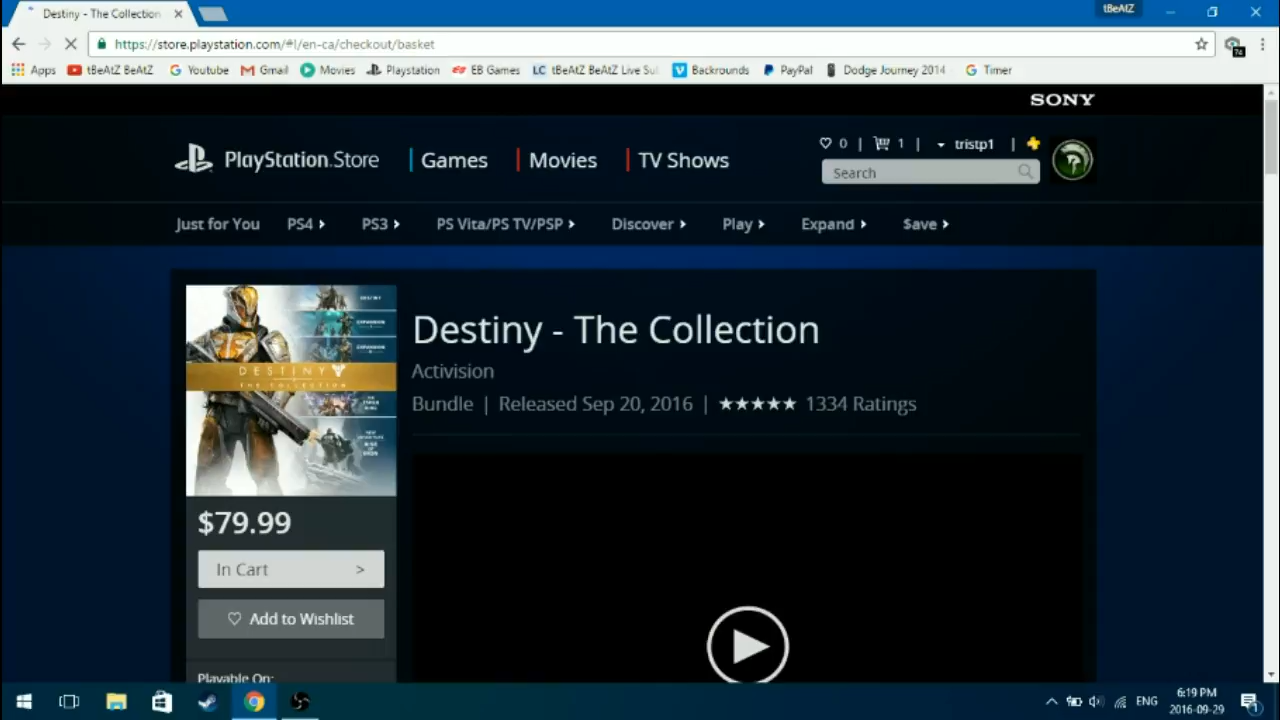 Destiny - The Collection
tBeAtZ
https://store.playstation.com/#!/en-ca/checkout/basket
74
Apps tBeAtZ BeAtZ Youtube Gmail Movies Playstation EB Games LC tBeAtZ BeAtZ Live Sul Backrounds PayPal Dodge Journey 2014 Timer
SONY
PlayStation.Store Games Movies TV Shows
0 | 1 | tristp1 |
Search
Just for You PS4 PS3 PS Vita/PS TV/PSP Discover Play Expand Save
DESTINY
THE COLLECTION
Destiny - The Collection
Activision
Bundle | Released Sep 20, 2016 | ★★★★★ 1334 Ratings
$79.99
In Cart >
Add to Wishlist
Playable On:
ENG
6:19 PM
2016-09-29
1